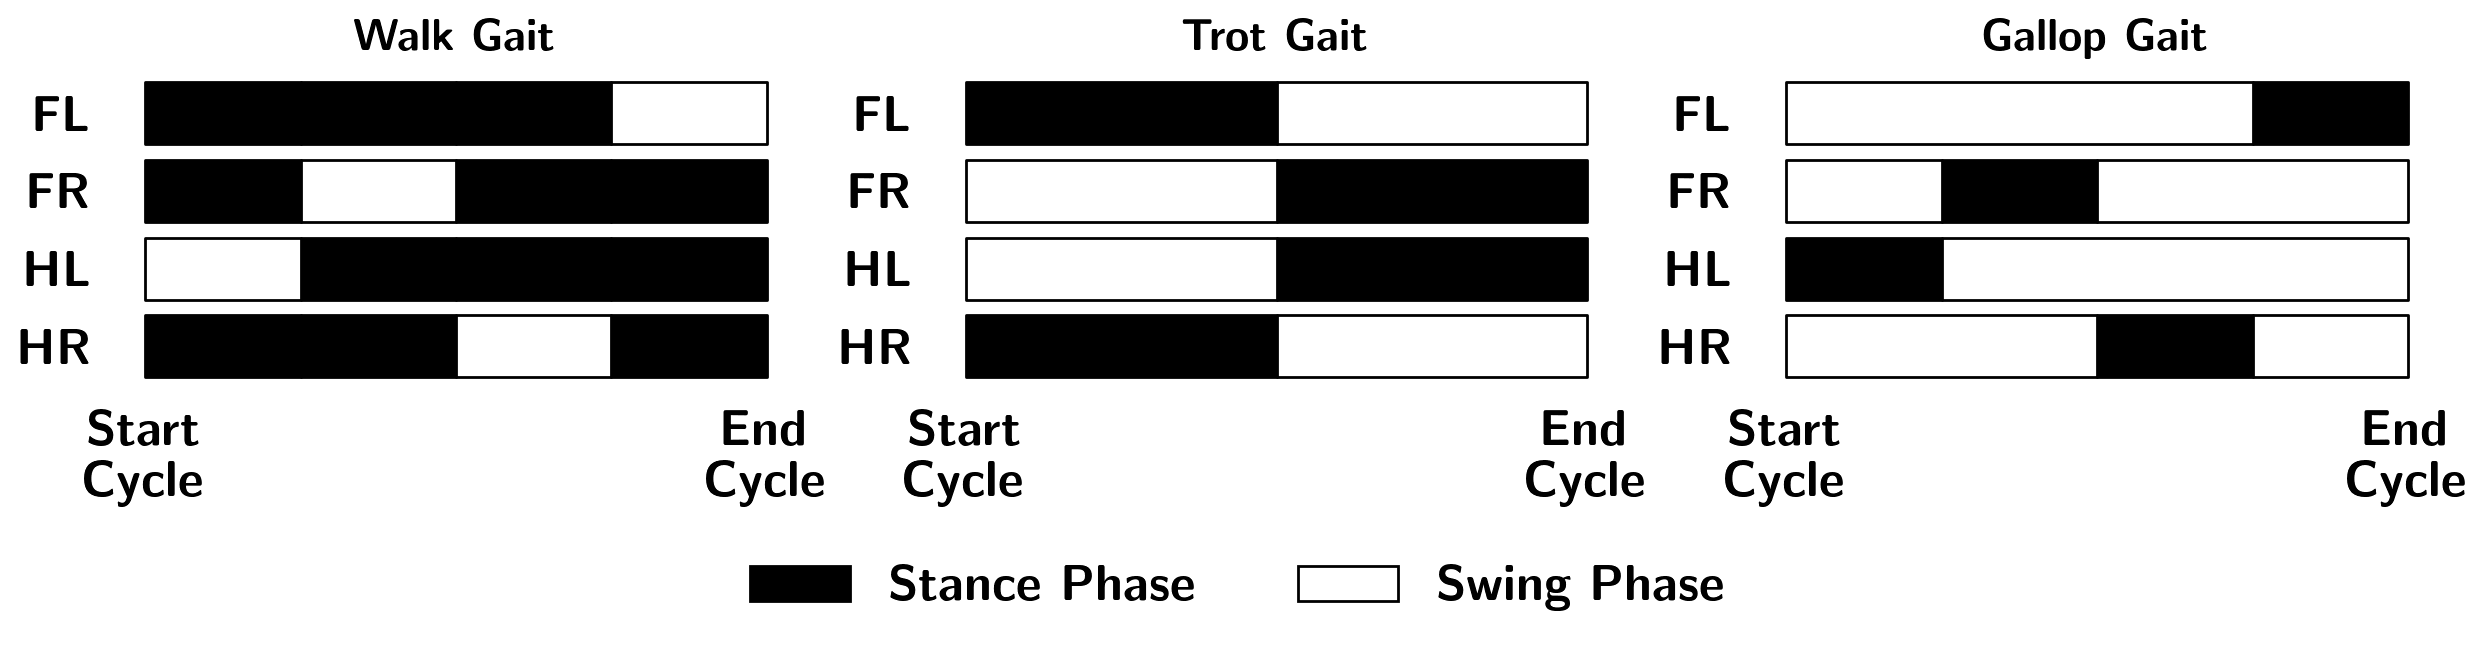 Walk Gait
FL
FR
HL
HR
Start
Cycle
End
Cycle
Trot Gait
FL
FR
HL
HR
Start
Cycle
End
Cycle
Gallop Gait
FL
FR
HL
HR
Start
Cycle
End
Cycle
Stance Phase
Swing Phase